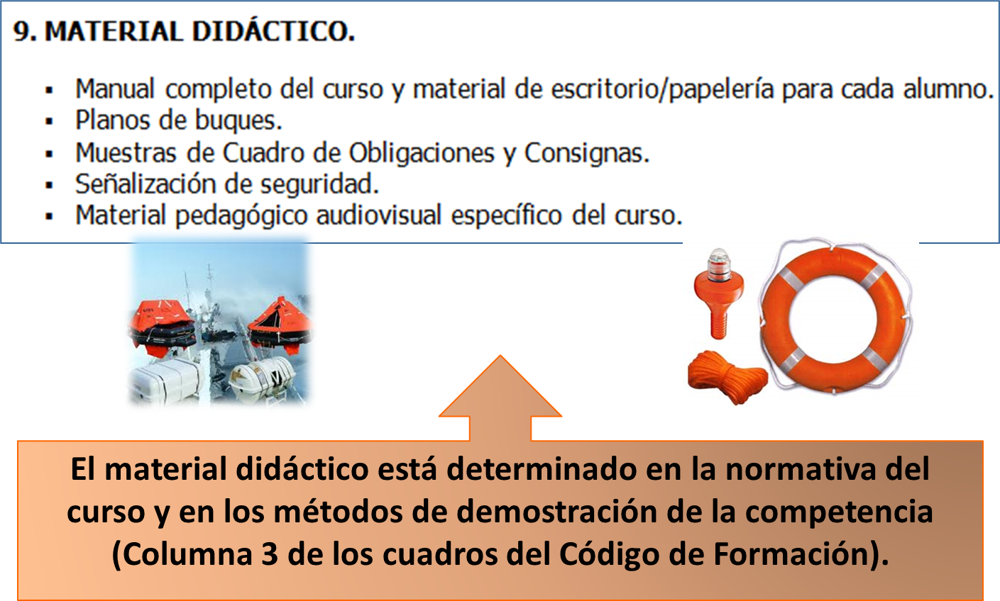 9. MATERIAL DIDÁCTICO.
▪ Manual completo del curso y material de escritorio/papelería para cada alumno.
▪ Planos de buques.
▪ Muestras de Cuadro de Obligaciones y Consignas.
▪ Señalización de seguridad.
▪ Material pedagógico audiovisual específico del curso.
El material didáctico está determinado en la normativa del
curso y en los métodos de demostración de la competencia
(Columna 3 de los cuadros del Código de Formación).